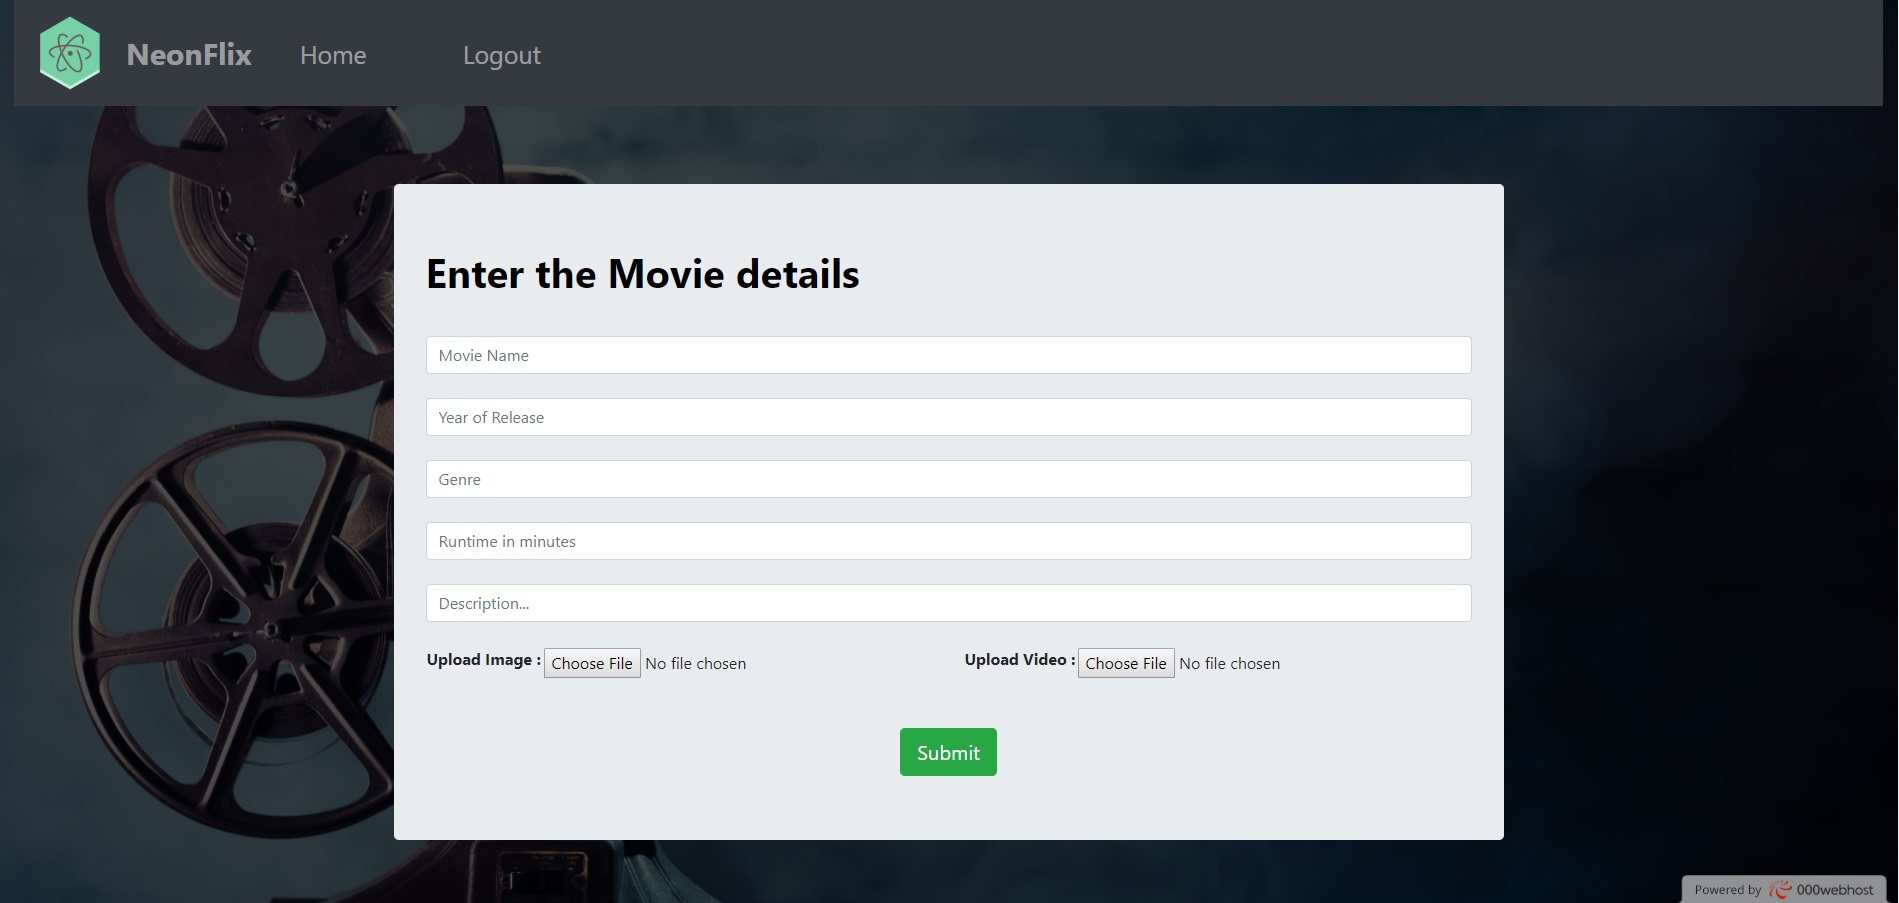 NeonFlix Home Logout
Enter the Movie details
Movie Name
Year of Release
Genre
Runtime in minutes
Description...
Upload Image : Choose File No file chosen Upload Video : Choose File No file chosen
Submit
Powered by 000webhost